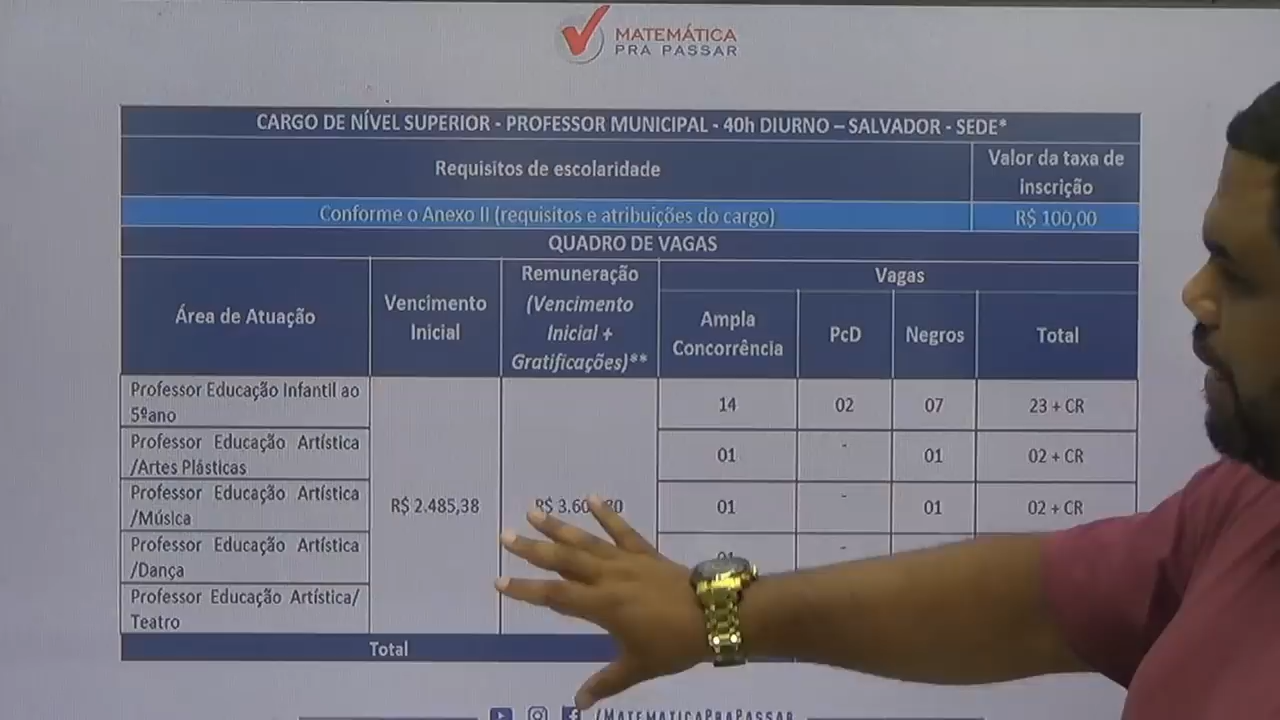 MATEMÁTICA
PRA PASSAR
CARGO DE NÍVEL SUPERIOR - PROFESSOR MUNICIPAL - 40h DIURNO – SALVADOR - SEDE*
Requisitos de escolaridade
Valor da taxa de
inscrição
Conforme o Anexo II (requisitos e atribuições do cargo)
R$ 100,00
QUADRO DE VAGAS
Área de Atuação
Vencimento
Inicial
Remuneração
(Vencimento
Inicial +
Gratificações)**
Vagas
Ampla
Concorrência
PcD
Negros
Total
Professor Educação Infantil ao
5ºano
14
02
07
23 + CR
Professor Educação Artística
/Artes Plásticas
01
-
01
02 + CR
Professor Educação Artística
/Música
R$ 2.485,38
R$
01
-
01
02 + CR
Professor Educação Artística
/Dança
01
-
Professor Educação Artística/
Teatro
Total
/MATEMATICAPRAPASSAR